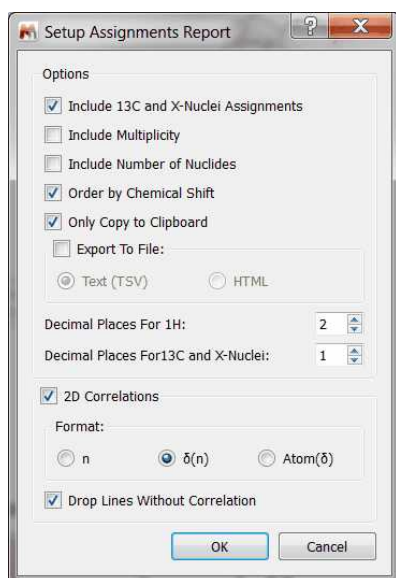 Setup Assignments Report
Options
Include 13C and X-Nuclei Assignments
Include Multiplicity
Include Number of Nuclides
Order by Chemical Shift
Only Copy to Clipboard
Export To File:
Text (TSV) HTML
Decimal Places For 1H: 2
Decimal Places For13C and X-Nuclei: 1
2D Correlations
Format:
n δ(n) Atom(δ)
Drop Lines Without Correlation
OK Cancel